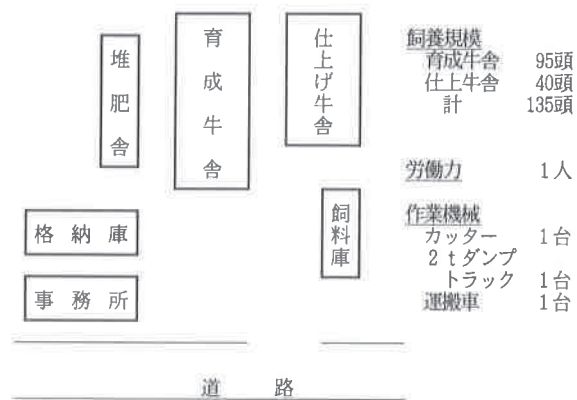 堆肥舎
育成牛舎
仕上げ牛舎
格納庫
飼料庫
事務所
道路
飼養規模
育成牛舎 95頭
仕上牛舎 40頭
計 135頭
労働力 1人
作業機械
カッター 1台
2tダンプ
トラック 1台
運搬車 1台